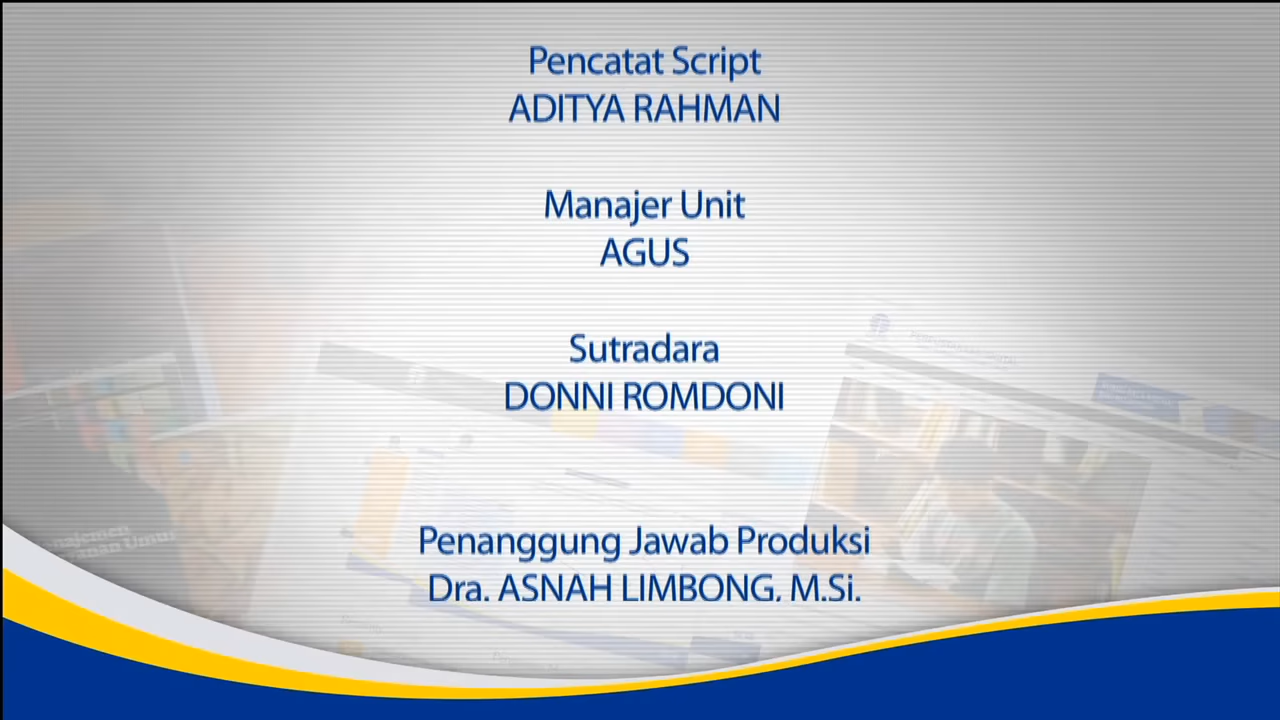 Pencatat Script
ADITYA RAHMAN
Manajer Unit
AGUS
Sutradara
DONNI ROMDONI
Penanggung Jawab Produksi
Dra. ASNAH LIMBONG. M.Si.